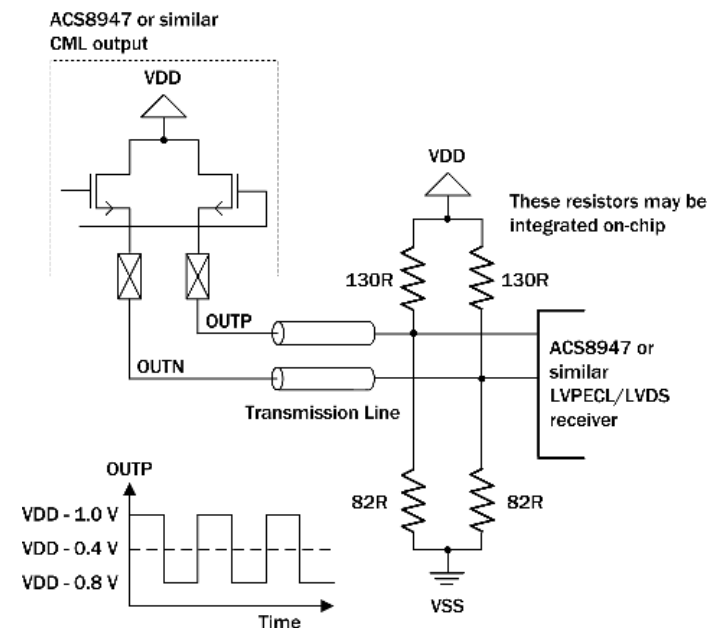 ACS8947 or similar
CML output
VDD
VDD
These resistors may be
integrated on-chip
130R
130R
OUTP
OUTN
Transmission Line
ACS8947 or
similar
LVPECL/LVDS
receiver
OUTP
VDD - 1.0 V
VDD - 0.4 V
VDD - 0.8 V
Time
82R
82R
VSS